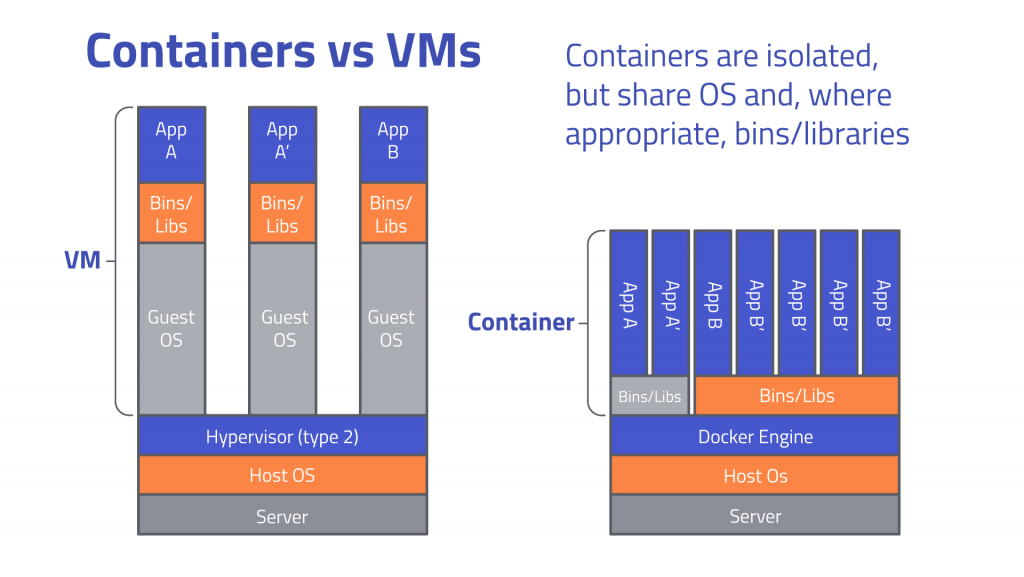 Containers vs VMs
Containers are isolated,
but share OS and, where
appropriate, bins/libraries
VM
App
A
App
A’
App
B
Bins/
Libs
Bins/
Libs
Bins/
Libs
Guest
OS
Guest
OS
Guest
OS
Hypervisor (type 2)
Host OS
Server
Container
App A
App A’
App B
App B’
App B’
App B’
App B’
Bins/Libs
Bins/Libs
Docker Engine
Host Os
Server